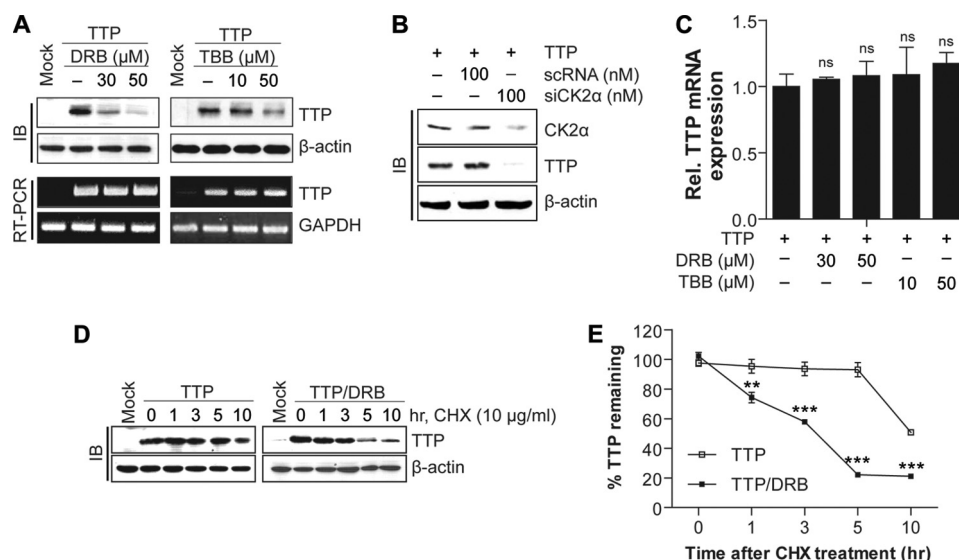 A
TTP
TTP
Mock
DRB (µM)
Mock
TBB (µM)
– 30 50
– 10 50
IB
TTP
β-actin
RT-PCR
TTP
GAPDH
B
+ + + TTP
– 100 – scRNA (nM)
– – 100 siCK2α (nM)
IB
CK2α
TTP
β-actin
C
Rel. TTP mRNA
expression
1.5
1.0
0.5
0.0
ns ns ns ns
TTP + + + + +
DRB (µM) – 30 50 – –
TBB (µM) – – – 10 50
D
Mock
TTP
Mock
TTP/DRB
0 1 3 5 10
0 1 3 5 10 hr, CHX (10 µg/ml)
IB
TTP
β-actin
E
% TTP remaining
120
100
80
60
40
20
0
**
***
***
***
TTP
TTP/DRB
0 1 3 5 10
Time after CHX treatment (hr)